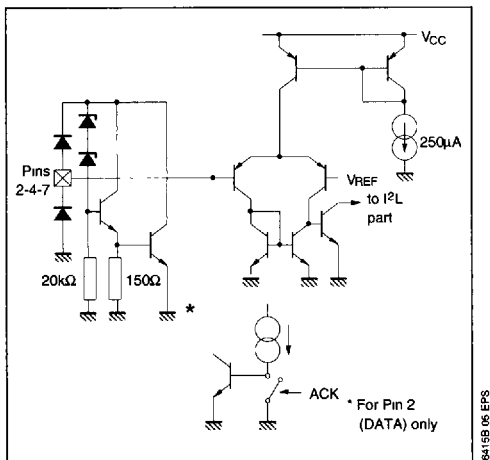 VCC
250µA
Pins
2-4-7
VREF
to I²L
part
20kΩ
150Ω
*
ACK
* For Pin 2
(DATA) only
6415B 05 EPS